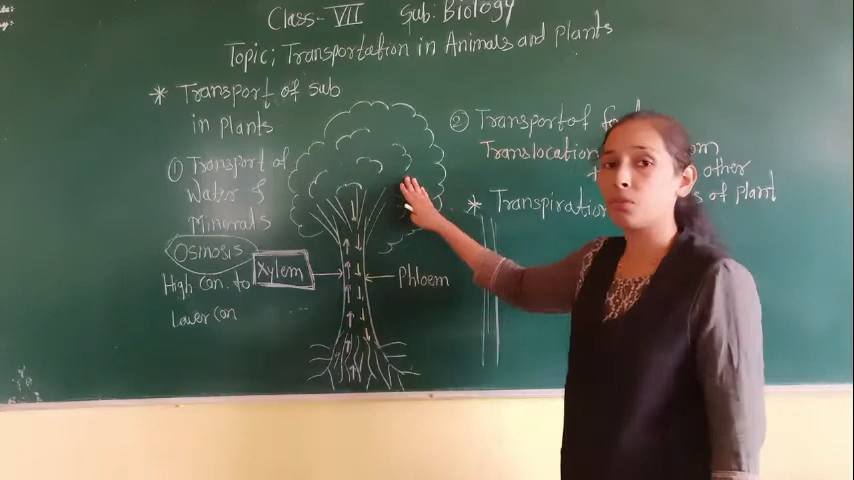 Class- VII Sub. Biology
Topic; Transportation in Animals and plants
* Transport of sub
in plants
① Transport of
Water &
Minerals
Osmosis
High Con. to
Lower Con
Xylem
Phloem
② Transport of
Translocation
other
* Transpiration of plant